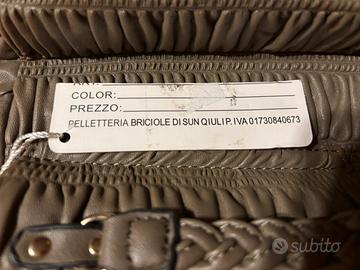 COLOR:
PREZZO:
PELLETTERIA BRICIOLE DI SUN QIULI P. IVA 01730840673
subito